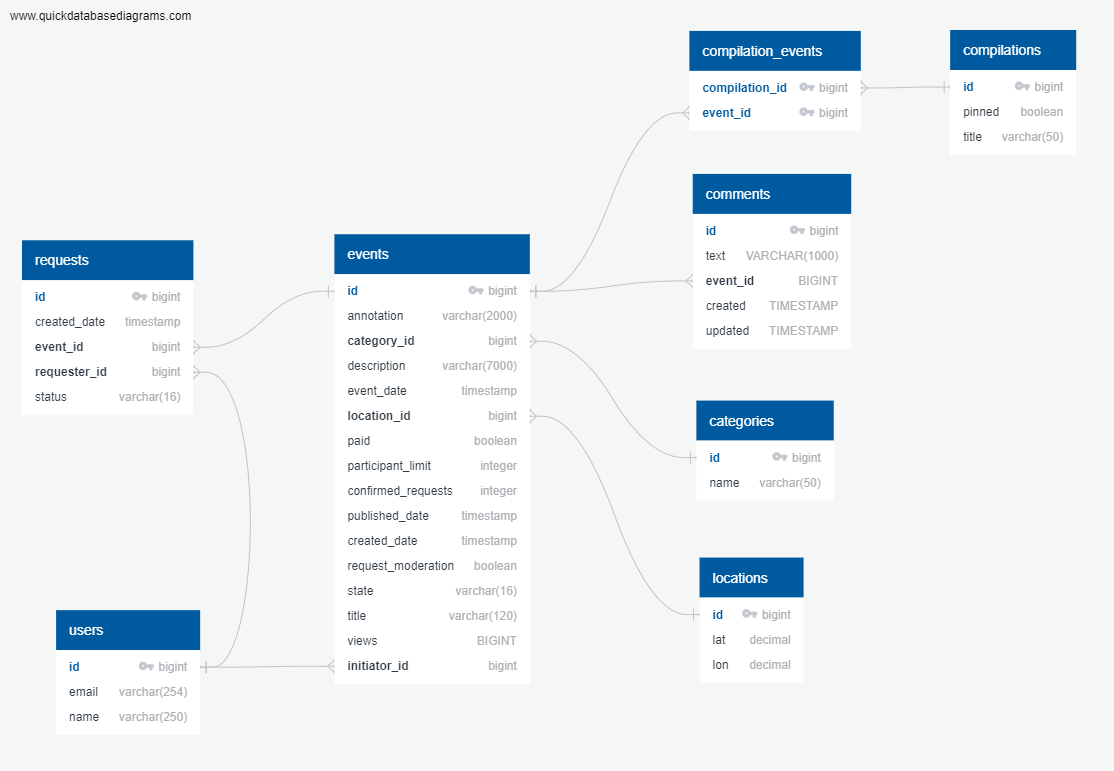 www.quickdatabasediagrams.com
compilation_events
compilation_id bigint
event_id bigint
compilations
id bigint
pinned boolean
title varchar(50)
comments
id bigint
text VARCHAR(1000)
event_id BIGINT
created TIMESTAMP
updated TIMESTAMP
requests
id bigint
created_date timestamp
event_id bigint
requester_id bigint
status varchar(16)
events
id bigint
annotation varchar(2000)
category_id bigint
description varchar(7000)
event_date timestamp
location_id bigint
paid boolean
participant_limit integer
confirmed_requests integer
published_date timestamp
created_date timestamp
request_moderation boolean
state varchar(16)
title varchar(120)
views BIGINT
initiator_id bigint
categories
id bigint
name varchar(50)
locations
id bigint
lat decimal
lon decimal
users
id bigint
email varchar(254)
name varchar(250)